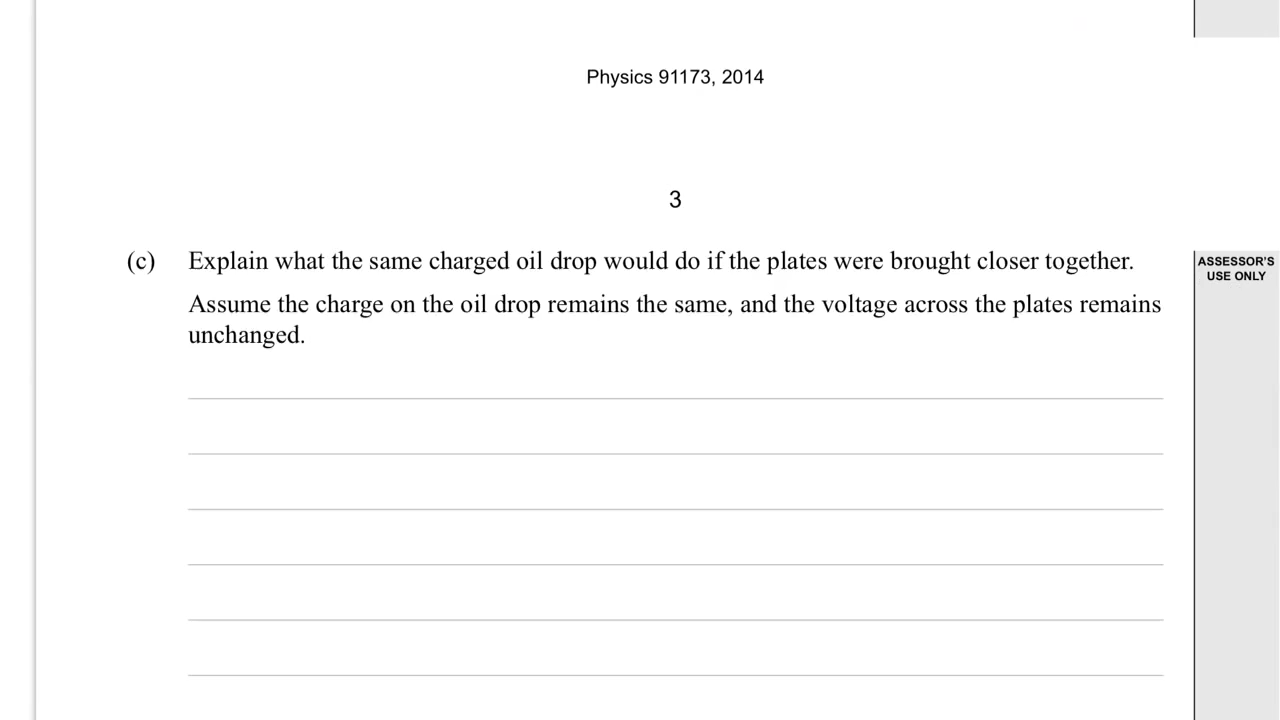 Physics 91173, 2014
3
(c) Explain what the same charged oil drop would do if the plates were brought closer together.
ASSESSOR'S
USE ONLY
Assume the charge on the oil drop remains the same, and the voltage across the plates remains
unchanged.